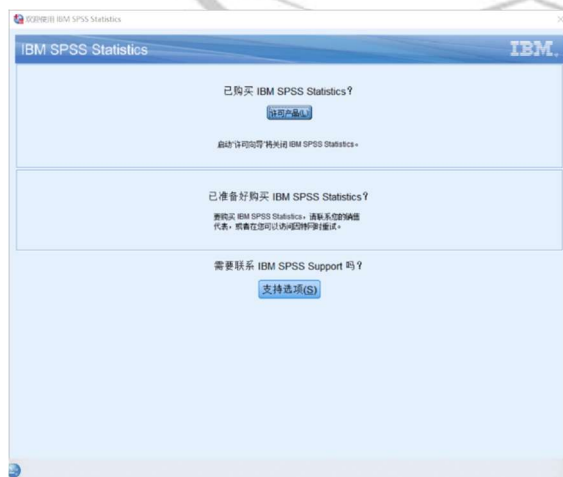 欢迎使用 IBM SPSS Statistics
IBM SPSS Statistics
IBM.
已购买 IBM SPSS Statistics?
许可产品(L)
启动“许可向导”将关闭 IBM SPSS Statistics。
已准备好购买 IBM SPSS Statistics?
要购买 IBM SPSS Statistics，请联系您的销售
代表，或者在您可以访问因特网时重试。
需要联系 IBM SPSS Support 吗?
支持选项(S)